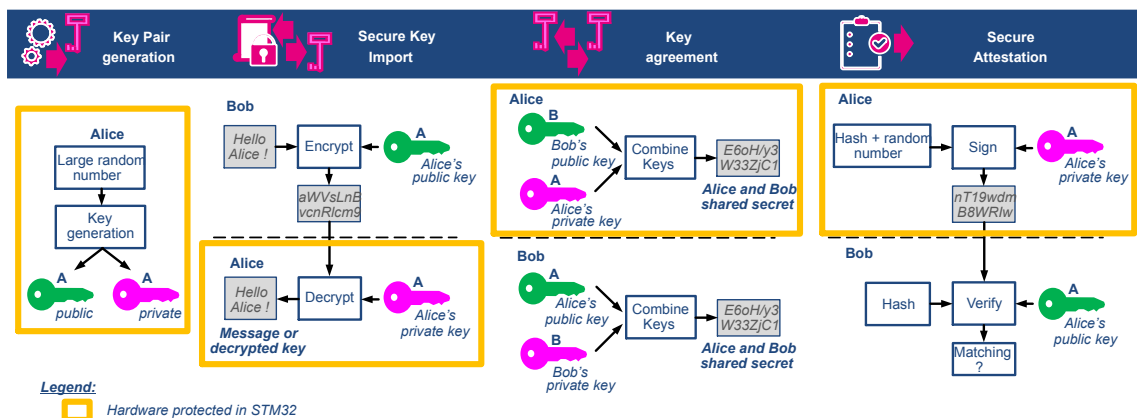 Key Pair
generation
Secure Key
Import
Key
agreement
Secure
Attestation
Alice
Large random
number
Key
generation
A
public
A
private
Bob
Hello
Alice !
Encrypt
A
Alice's
public key
aWVsLnB
vcnRlcm9
Alice
Hello
Alice !
Decrypt
A
Alice's
private key
Message or
decrypted key
Alice
B
Bob's
public key
A
Alice's
private key
Combine
Keys
E6oH/y3
W33ZjC1
Alice and Bob
shared secret
Bob
A
Alice's
public key
B
Bob's
private key
Combine
Keys
E6oH/y3
W33ZjC1
Alice and Bob
shared secret
Alice
Hash + random
number
Sign
A
Alice's
private key
nT19wdm
B8WRIw
Bob
Hash
Verify
A
Alice's
public key
Matching
?
Legend:
Hardware protected in STM32